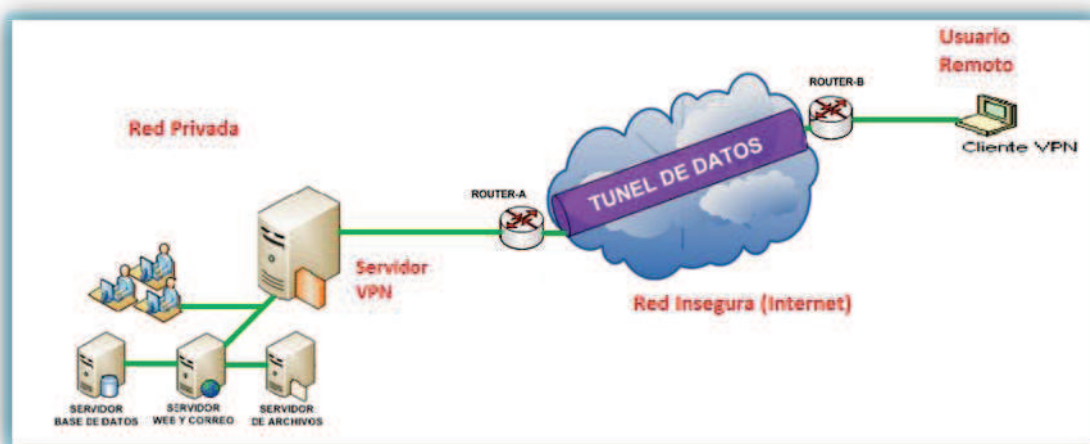 Usuario
Remoto
ROUTER-B
Cliente VPN
Red Privada
TUNEL DE DATOS
ROUTER-A
Servidor
VPN
Red Insegura (Internet)
SERVIDOR
BASE DE DATOS
SERVIDOR
WEB Y CORREO
SERVIDOR
DE ARCHIVOS